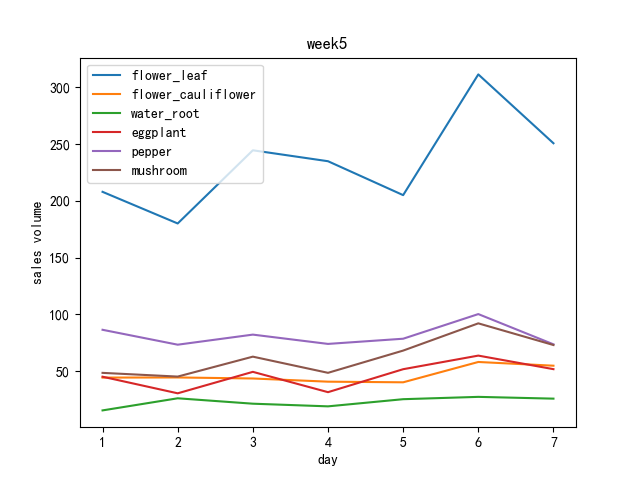 week5
flower_leaf
flower_cauliflower
water_root
eggplant
pepper
mushroom
sales volume
300
250
200
150
100
50
1 2 3 4 5 6 7
day